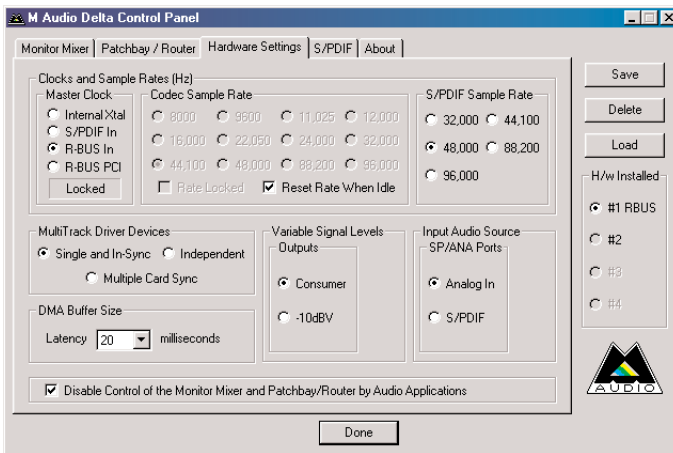 M Audio Delta Control Panel
Monitor Mixer Patchbay / Router Hardware Settings S/PDIF About
Clocks and Sample Rates (Hz)
Master Clock
Internal Xtal
S/PDIF In
R-BUS In
R-BUS PCI
Locked
Codec Sample Rate
8000 9600 11,025 12,000
16,000 22,050 24,000 32,000
44,100 48,000 88,200 96,000
Rate Locked Reset Rate When Idle
S/PDIF Sample Rate
32,000 44,100
48,000 88,200
96,000
MultiTrack Driver Devices
Single and In-Sync Independent
Multiple Card Sync
DMA Buffer Size
Latency 20 milliseconds
Variable Signal Levels
Outputs
Consumer
-10dBV
Input Audio Source
SP/ANA Ports
Analog In
S/PDIF
Disable Control of the Monitor Mixer and Patchbay/Router by Audio Applications
Save
Delete
Load
H/w Installed
#1 RBUS
#2
#3
#4
M
AUDIO
Done